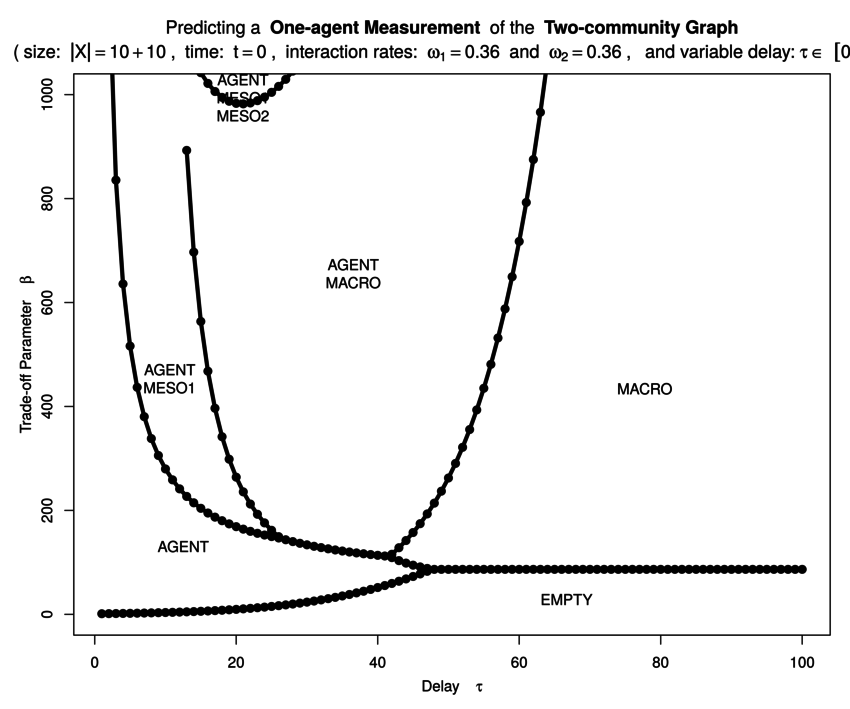 Predicting a One-agent Measurement of the Two-community Graph
( size: |X| = 10 + 10 , time: t = 0 , interaction rates: ω₁ = 0.36 and ω₂ = 0.36 , and variable delay: τ ∈ [0
1000
800
600
400
200
0
Trade-off Parameter β
AGENT
MESO1
MESO2
AGENT
MACRO
AGENT
MESO1
MACRO
AGENT
EMPTY
0 20 40 60 80 100
Delay τ